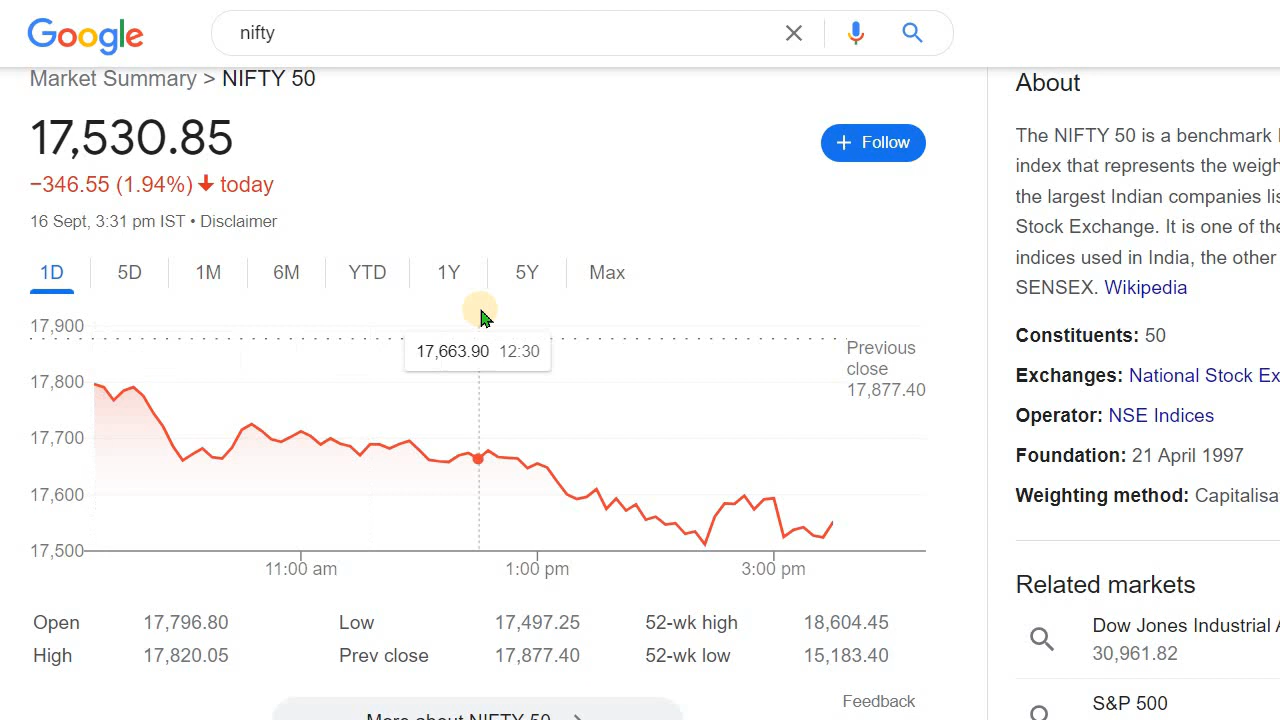 Google
nifty
Market Summary > NIFTY 50
17,530.85
−346.55 (1.94%) today
16 Sept, 3:31 pm IST • Disclaimer
+ Follow
1D 5D 1M 6M YTD 1Y 5Y Max
17,900
17,800
17,700
17,600
17,500
17,663.90 12:30
Previous
close
17,877.40
11:00 am 1:00 pm 3:00 pm
Open 17,796.80 Low 17,497.25 52-wk high 18,604.45
High 17,820.05 Prev close 17,877.40 52-wk low 15,183.40
More about NIFTY 50
Feedback
About
The NIFTY 50 is a benchmark
index that represents the weigh
the largest Indian companies lis
Stock Exchange. It is one of the
indices used in India, the other
SENSEX. Wikipedia
Constituents: 50
Exchanges: National Stock Ex
Operator: NSE Indices
Foundation: 21 April 1997
Weighting method: Capitalisa
Related markets
Dow Jones Industrial A
30,961.82
S&P 500